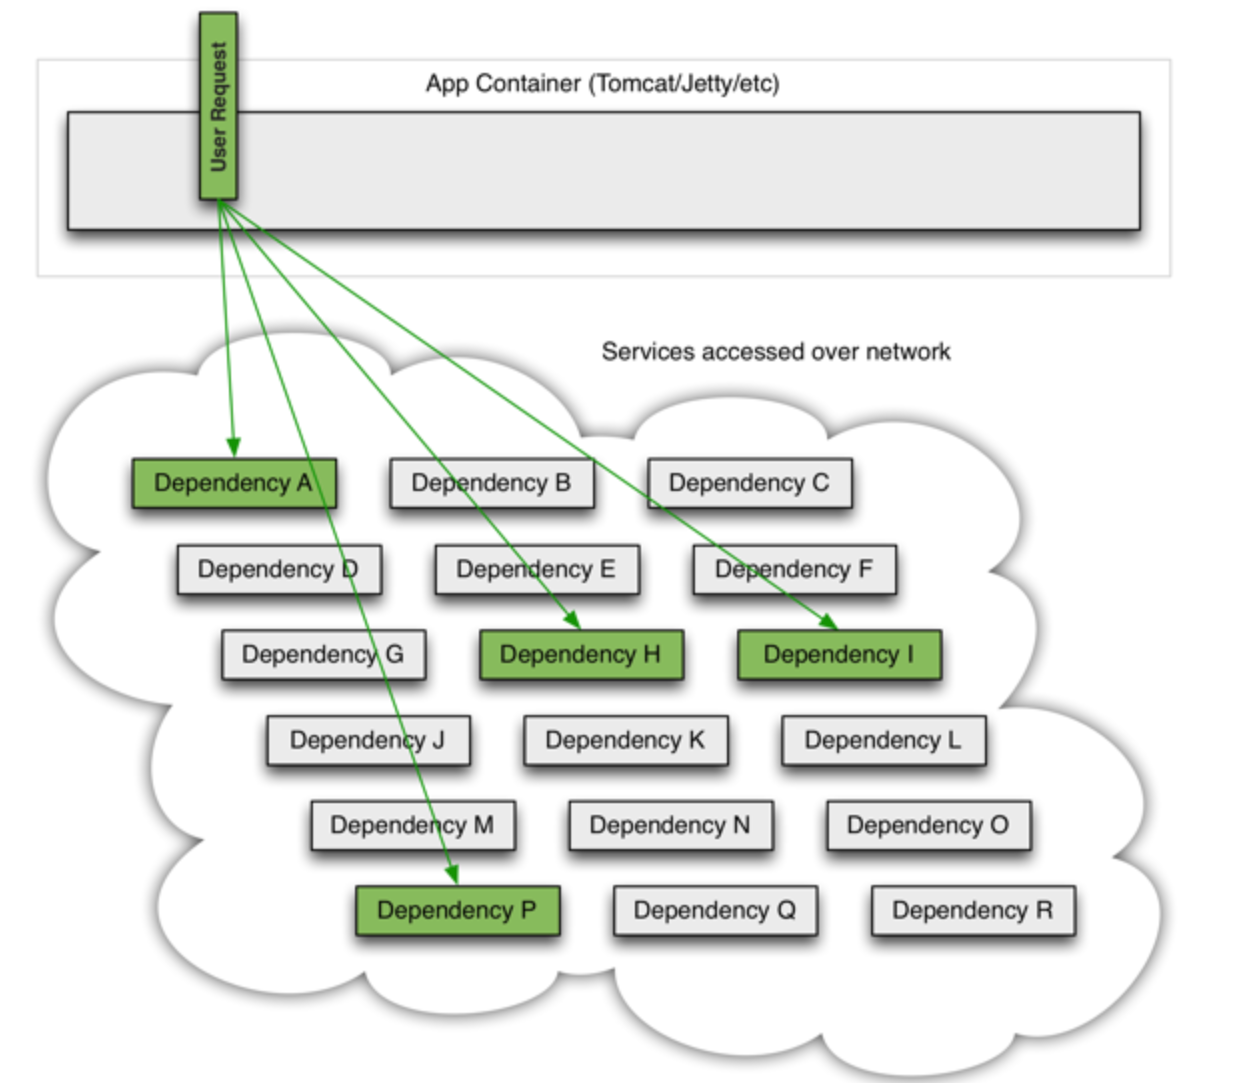 User Request
App Container (Tomcat/Jetty/etc)
Services accessed over network
Dependency A
Dependency B
Dependency C
Dependency D
Dependency E
Dependency F
Dependency G
Dependency H
Dependency I
Dependency J
Dependency K
Dependency L
Dependency M
Dependency N
Dependency O
Dependency P
Dependency Q
Dependency R